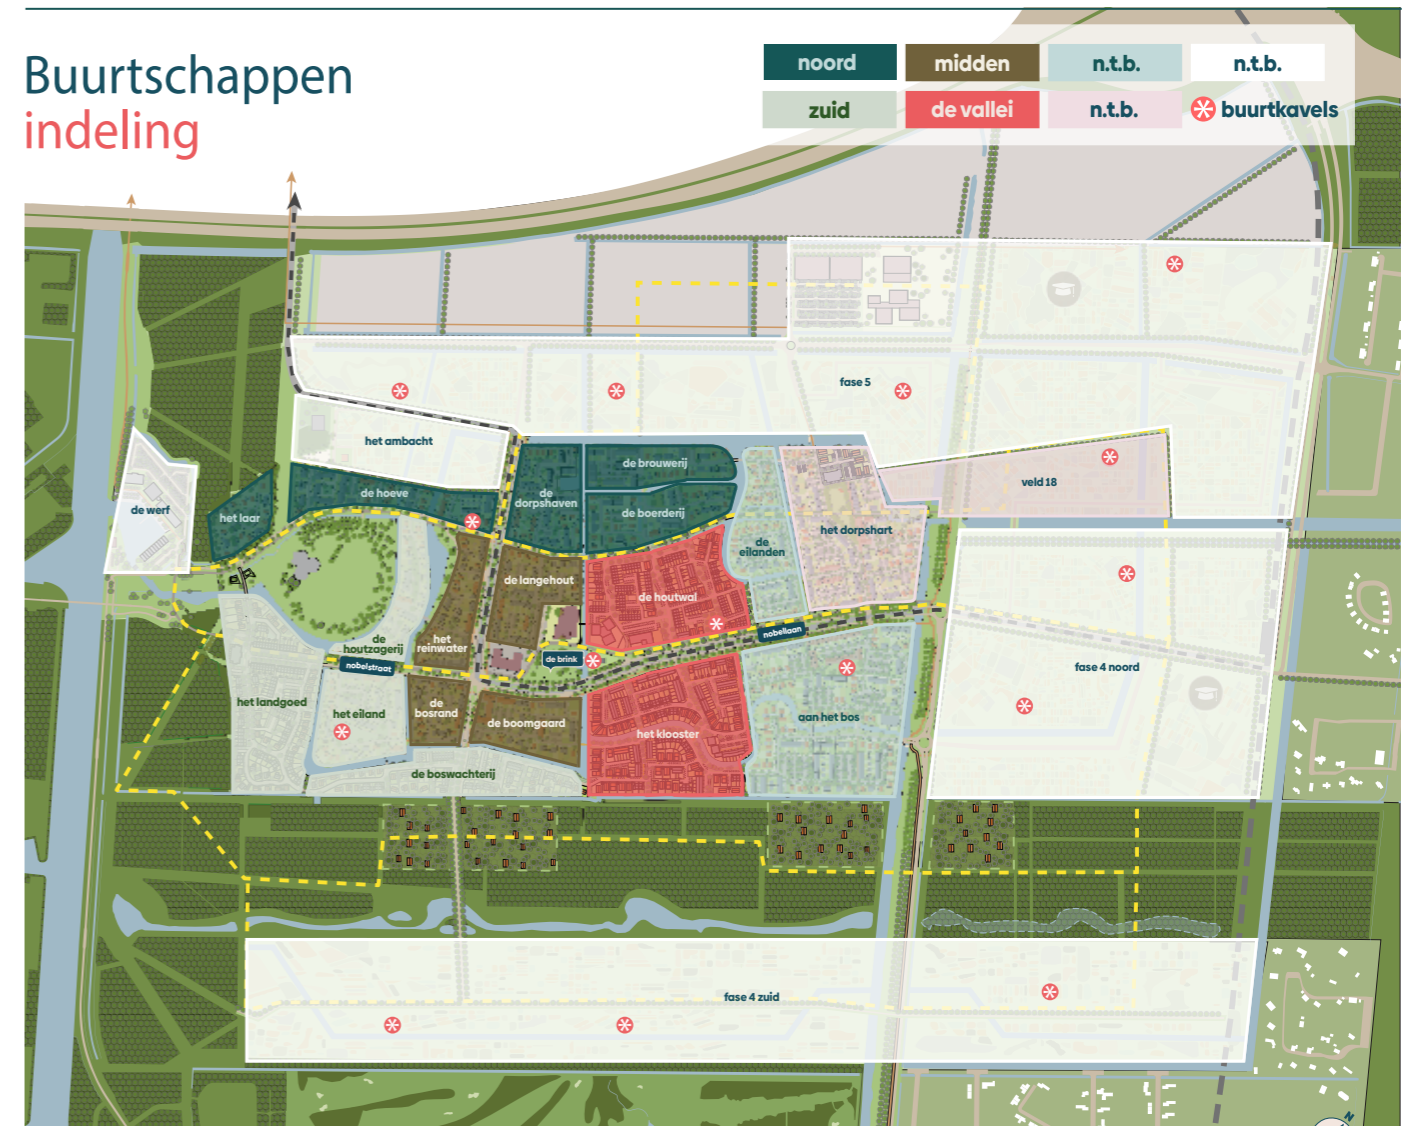 Buurtschappen
indeling
noord
midden
n.t.b.
n.t.b.
zuid
de vallei
n.t.b.
buurtkavels
fase 5
het ambacht
de brouwerij
de hoeve
de
dorpshaven
veld 18
de werf
het laar
de boerderij
het dorpshart
de
eilanden
de langehout
de houtwal
nobellaan
de
houtzagerij
het
reinwater
de brink
nobelstraat
fase 4 noord
het landgoed
het eiland
de
bosrand
de boomgaard
het klooster
aan het bos
de boswachterij
fase 4 zuid
N